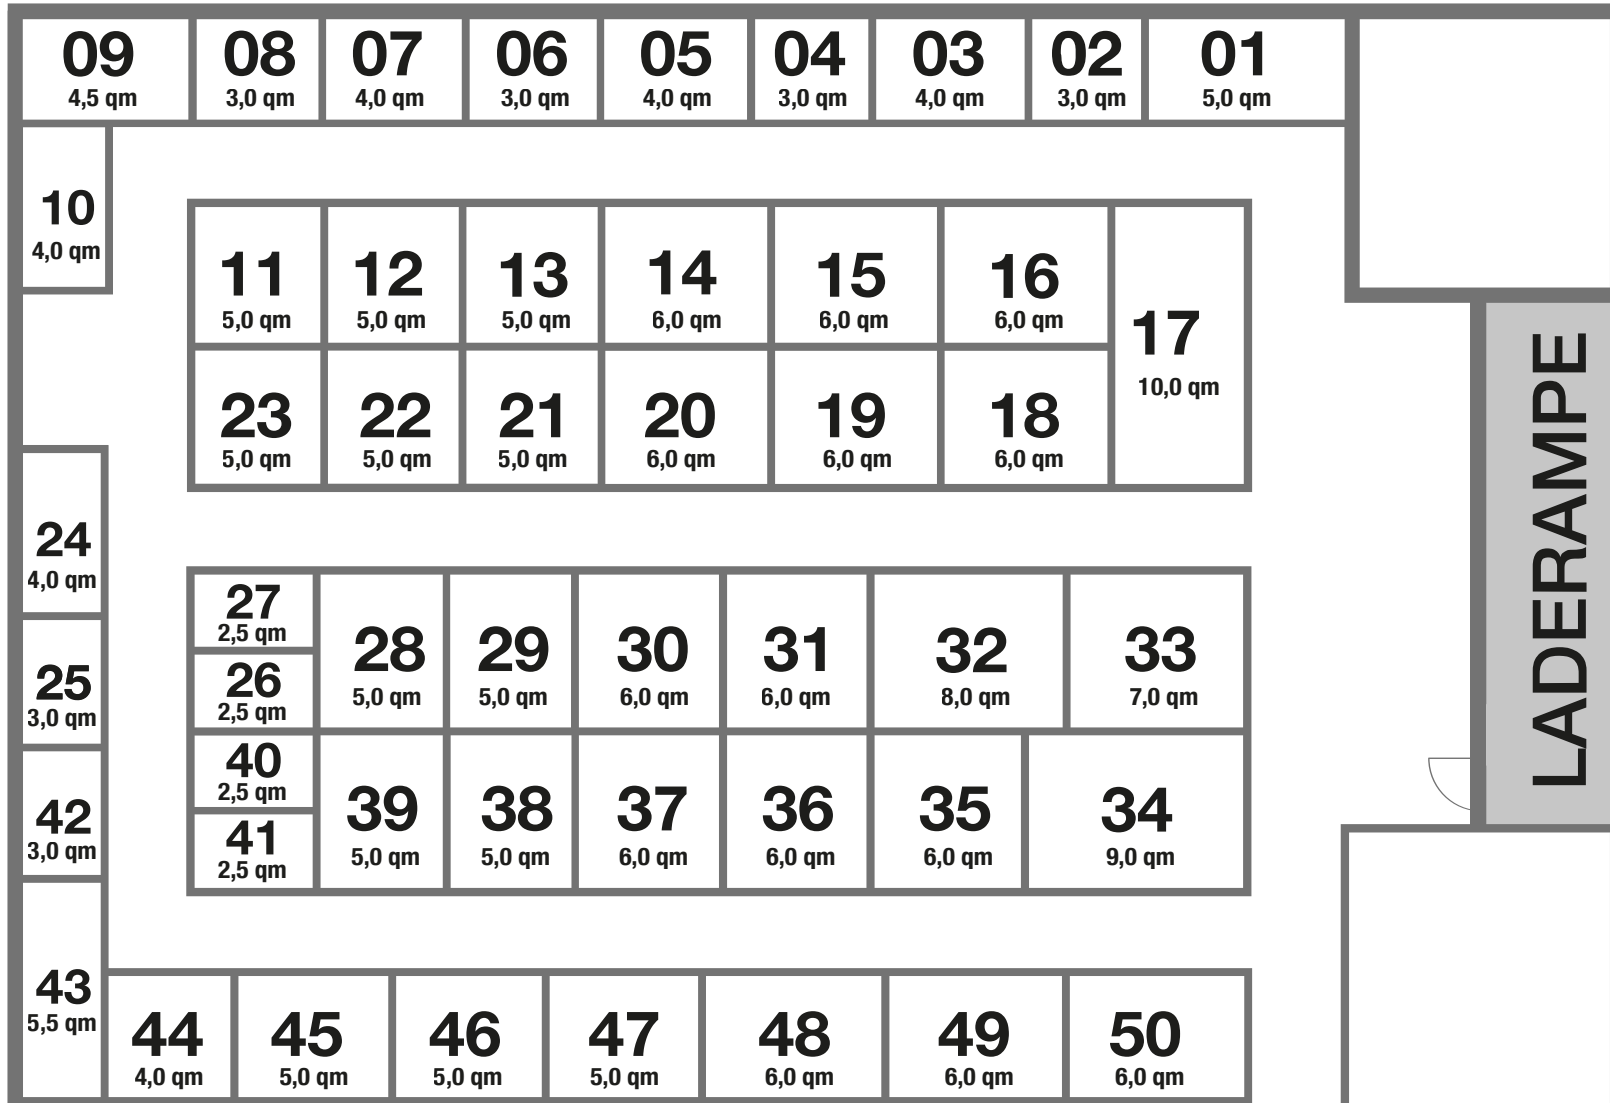 09
4,5 qm
08
3,0 qm
07
4,0 qm
06
3,0 qm
05
4,0 qm
04
3,0 qm
03
4,0 qm
02
3,0 qm
01
5,0 qm
10
4,0 qm
11
5,0 qm
12
5,0 qm
13
5,0 qm
14
6,0 qm
15
6,0 qm
16
6,0 qm
17
10,0 qm
23
5,0 qm
22
5,0 qm
21
5,0 qm
20
6,0 qm
19
6,0 qm
18
6,0 qm
LADERAMPE
24
4,0 qm
25
3,0 qm
42
3,0 qm
43
5,5 qm
27
2,5 qm
26
2,5 qm
28
5,0 qm
29
5,0 qm
30
6,0 qm
31
6,0 qm
32
8,0 qm
33
7,0 qm
40
2,5 qm
41
2,5 qm
39
5,0 qm
38
5,0 qm
37
6,0 qm
36
6,0 qm
35
6,0 qm
34
9,0 qm
44
4,0 qm
45
5,0 qm
46
5,0 qm
47
5,0 qm
48
6,0 qm
49
6,0 qm
50
6,0 qm